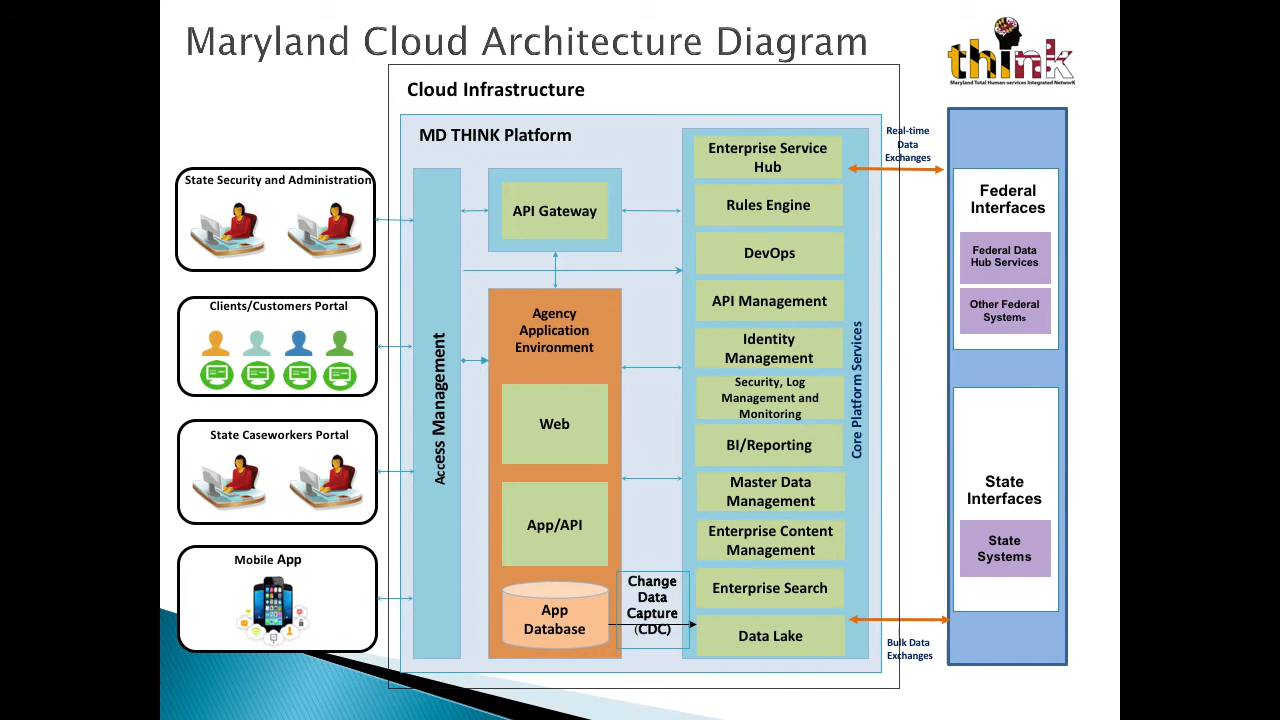 Maryland Cloud Architecture Diagram
think
Maryland Total Human-services Integrated NetworK
Cloud Infrastructure
MD THINK Platform
State Security and Administration
Clients/Customers Portal
State Caseworkers Portal
Mobile App
Access Management
API Gateway
Agency
Application
Environment
Web
App/API
App
Database
Change
Data
Capture
(CDC)
Enterprise Service
Hub
Rules Engine
DevOps
API Management
Identity
Management
Security, Log
Management and
Monitoring
BI/Reporting
Master Data
Management
Enterprise Content
Management
Enterprise Search
Data Lake
Core Platform Services
Real-time
Data
Exchanges
Bulk Data
Exchanges
Federal
Interfaces
Federal Data
Hub Services
Other Federal
Systems
State
Interfaces
State
Systems